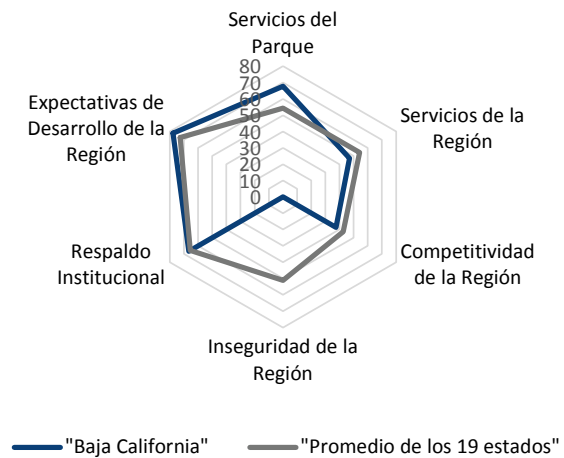 Servicios del
Parque
80
70
60
50
40
30
20
10
0
Expectativas de
Desarrollo de la
Región
Servicios de la
Región
Respaldo
Institucional
Competitividad
de la Región
Inseguridad de la
Región
"Baja California"
"Promedio de los 19 estados"